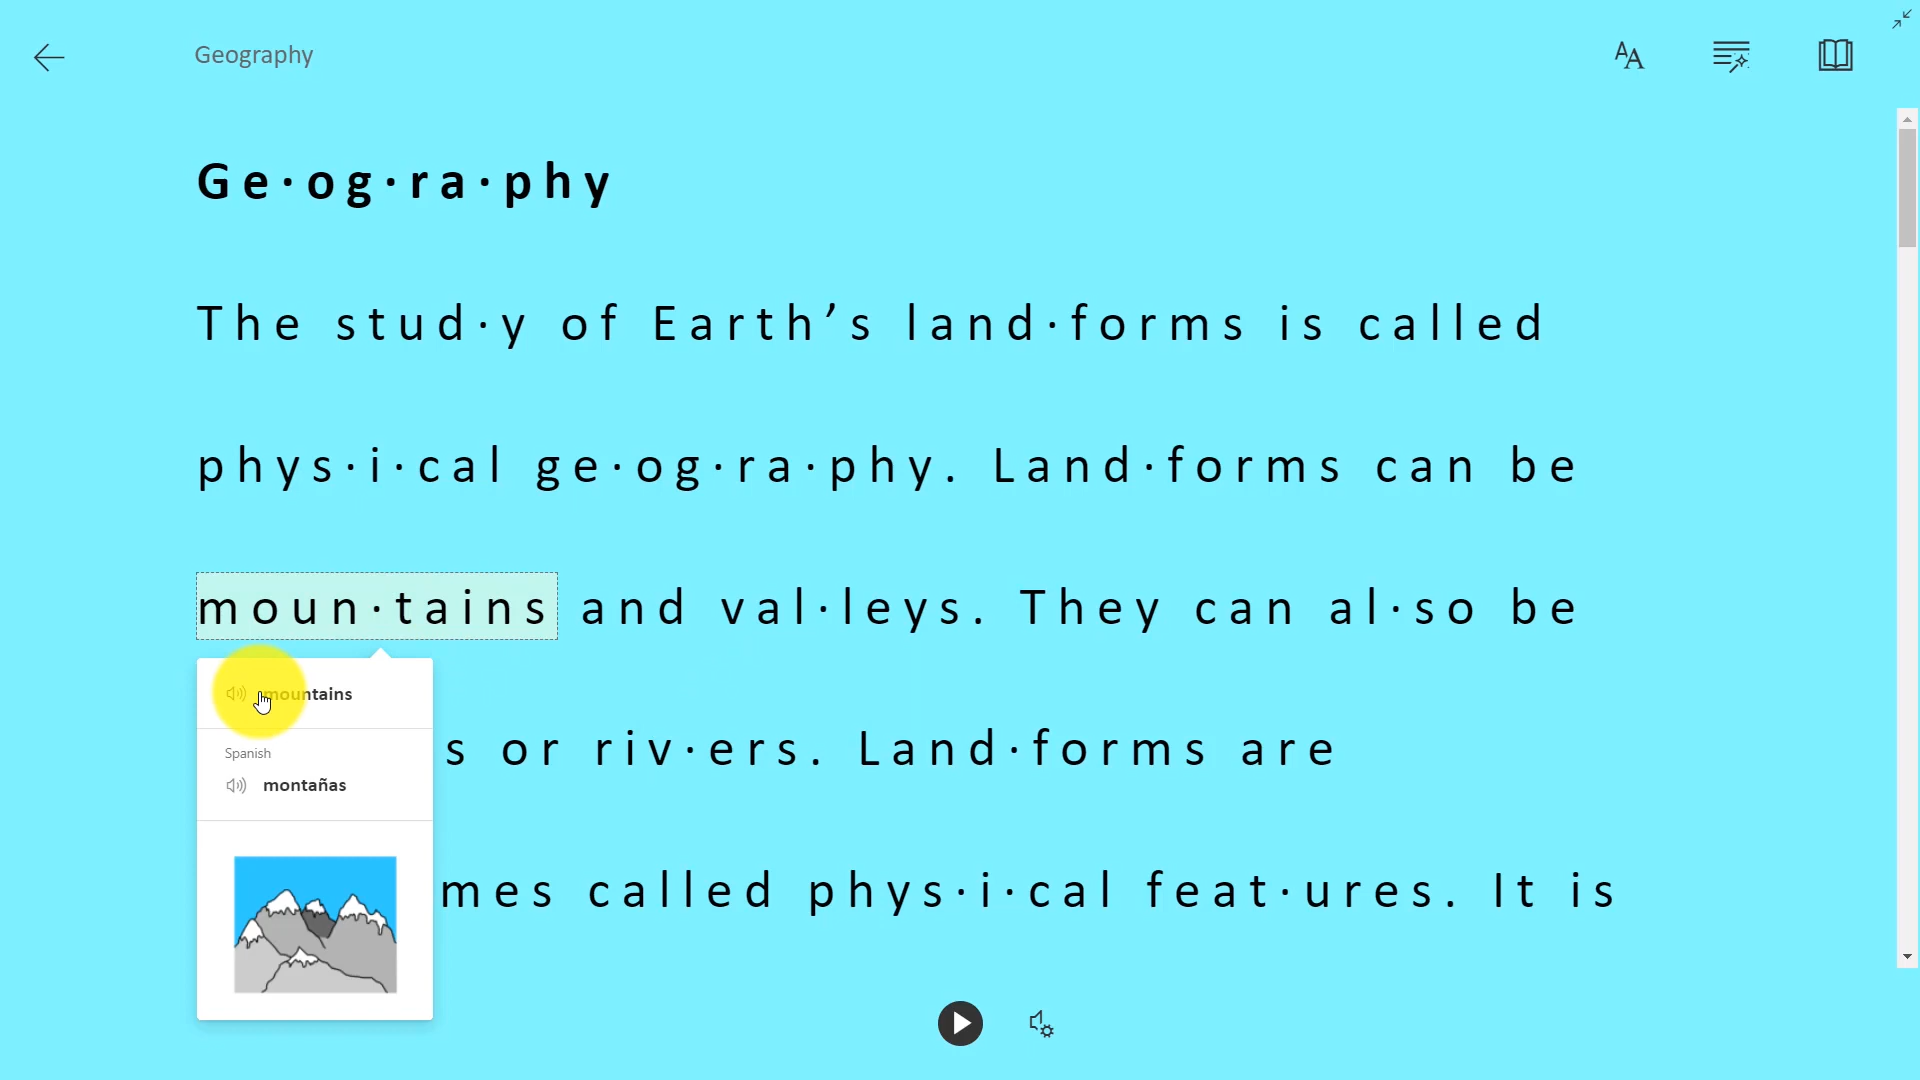 Geography
Ge·og·ra·phy
The stud·y of Earth’s land·forms is called
phys·i·cal ge·og·ra·phy. Land·forms can be
moun·tains and val·leys. They can al·so be
mountains
s or riv·ers. Land·forms are
Spanish
montañas
mes called phys·i·cal feat·ures. It is